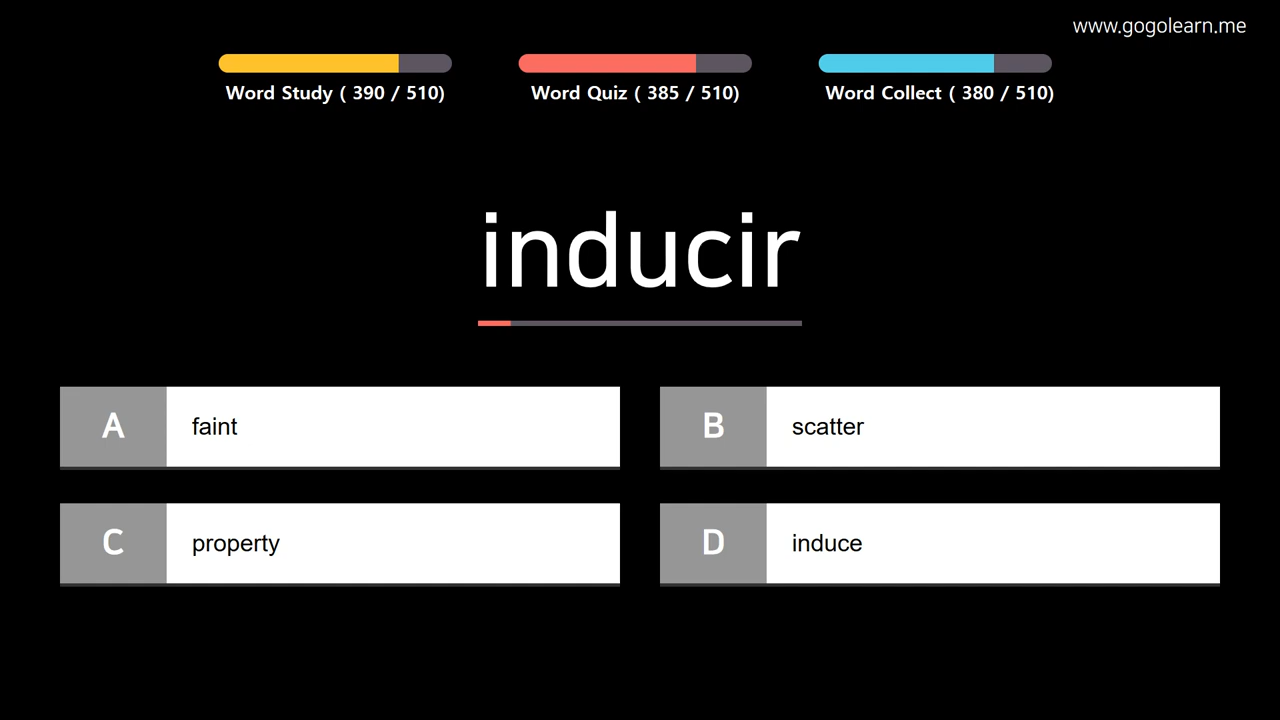 www.gogolearn.me
Word Study ( 390 / 510)
Word Quiz ( 385 / 510)
Word Collect ( 380 / 510)
inducir
A faint
B scatter
C property
D induce